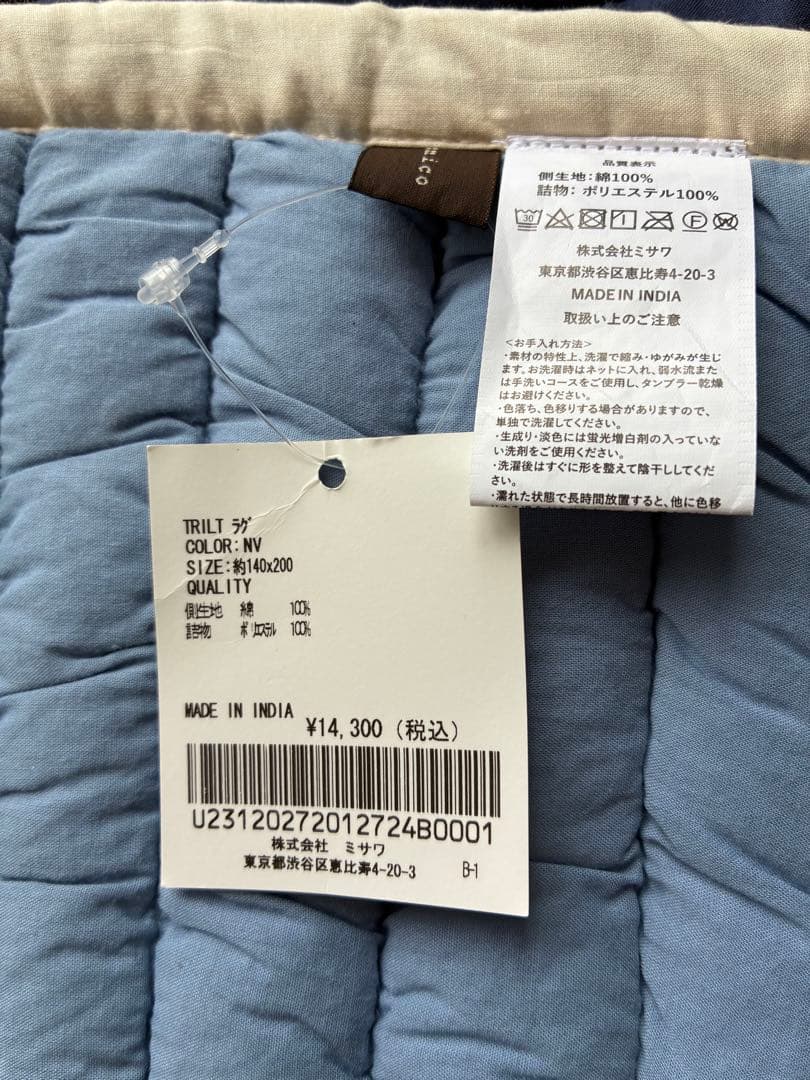 unico
品質表示
側生地：綿100%
詰物：ポリエステル100%
30
株式会社ミサワ
東京都渋谷区恵比寿4-20-3
MADE IN INDIA
取扱い上のご注意
＜お手入れ方法＞
・素材の特性上、洗濯で縮み・ゆがみが生じ
ます。お洗濯時はネットに入れ、弱水流また
は手洗いコースをご使用し、タンブラー乾燥
はお避けください。
・色落ち、色移りする場合がありますので、
単独で洗濯してください。
・生成り・淡色には蛍光増白剤の入っていな
い洗剤をご使用ください。
・洗濯後はすぐに形を整えて陰干ししてくだ
さい。
・濡れた状態で長時間放置すると、他に色移
TRILT ラグ
COLOR:NV
SIZE:約140x200
QUALITY
側生地 綿 100%
詰物 ポリエステル 100%
MADE IN INDIA
¥14,300（税込）
U23120272012724B0001
株式会社 ミサワ
東京都渋谷区恵比寿4-20-3 B-1